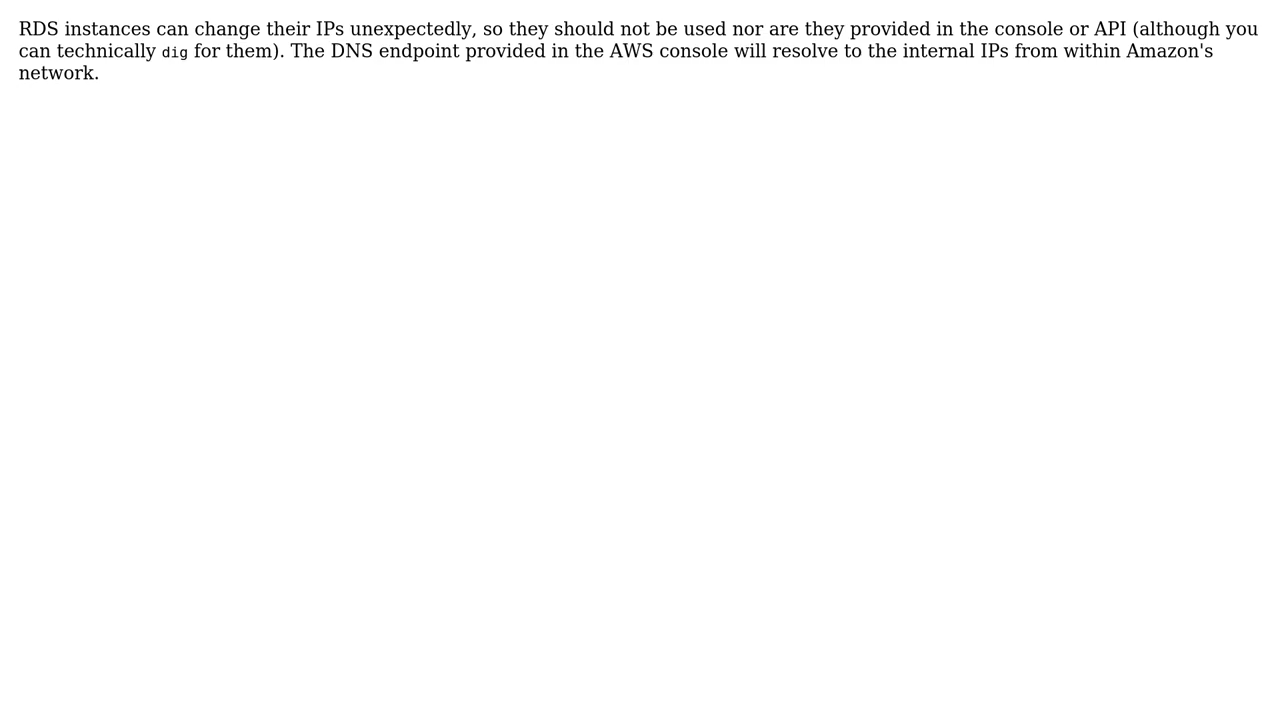 RDS instances can change their IPs unexpectedly, so they should not be used nor are they provided in the console or API (although you
can technically dig for them). The DNS endpoint provided in the AWS console will resolve to the internal IPs from within Amazon's
network.